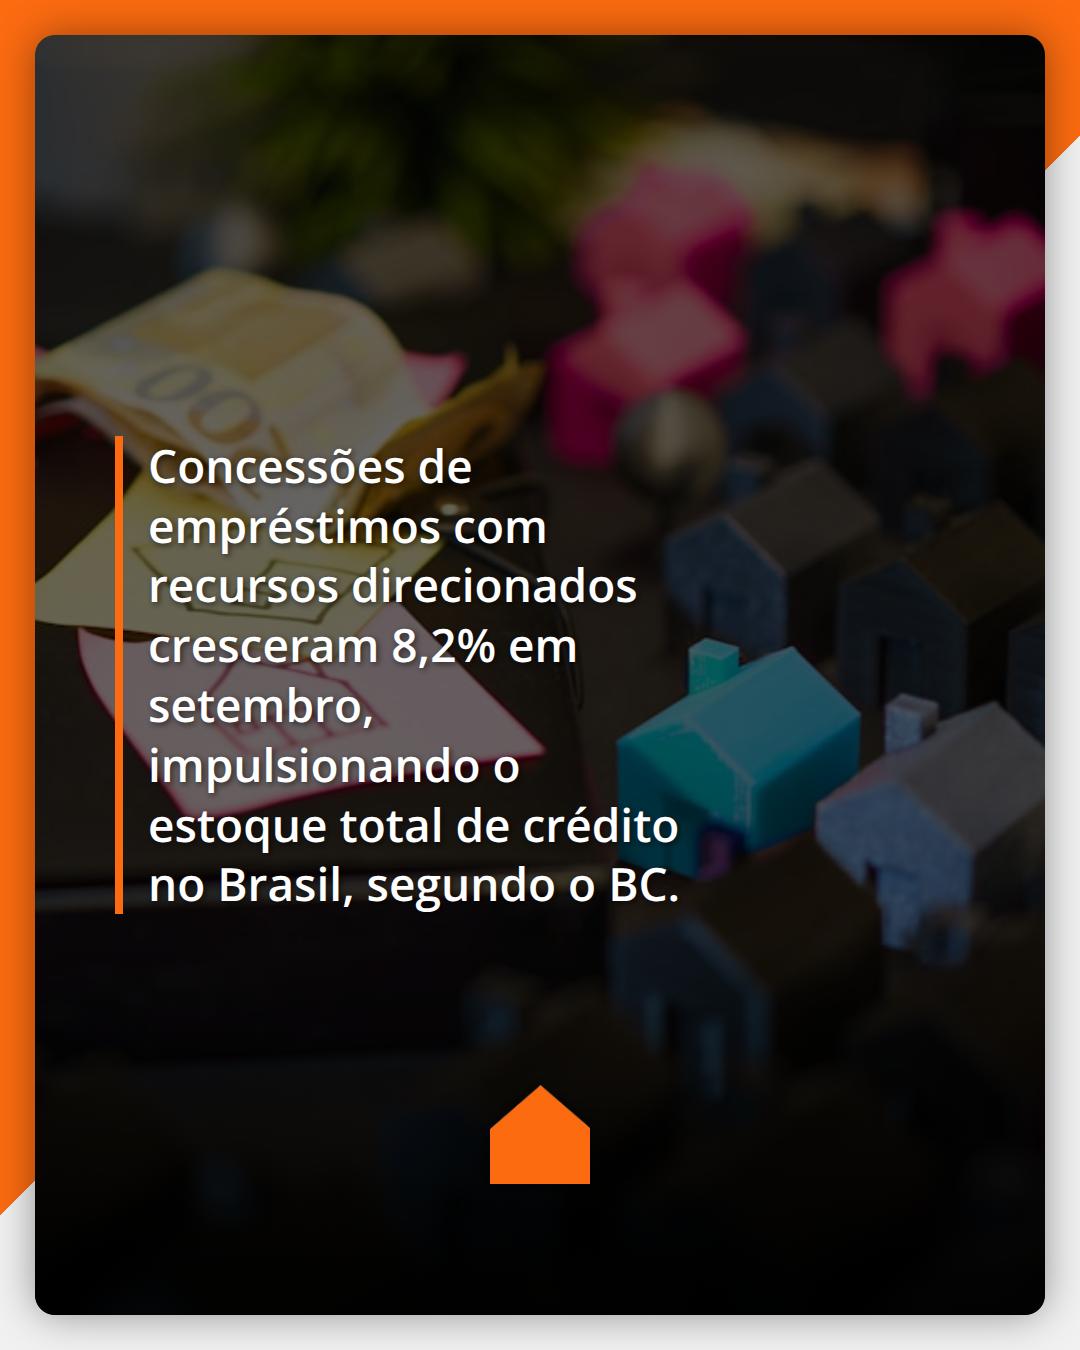 Concessões de
empréstimos com
recursos direcionados
cresceram 8,2% em
setembro,
impulsionando o
estoque total de crédito
no Brasil, segundo o BC.